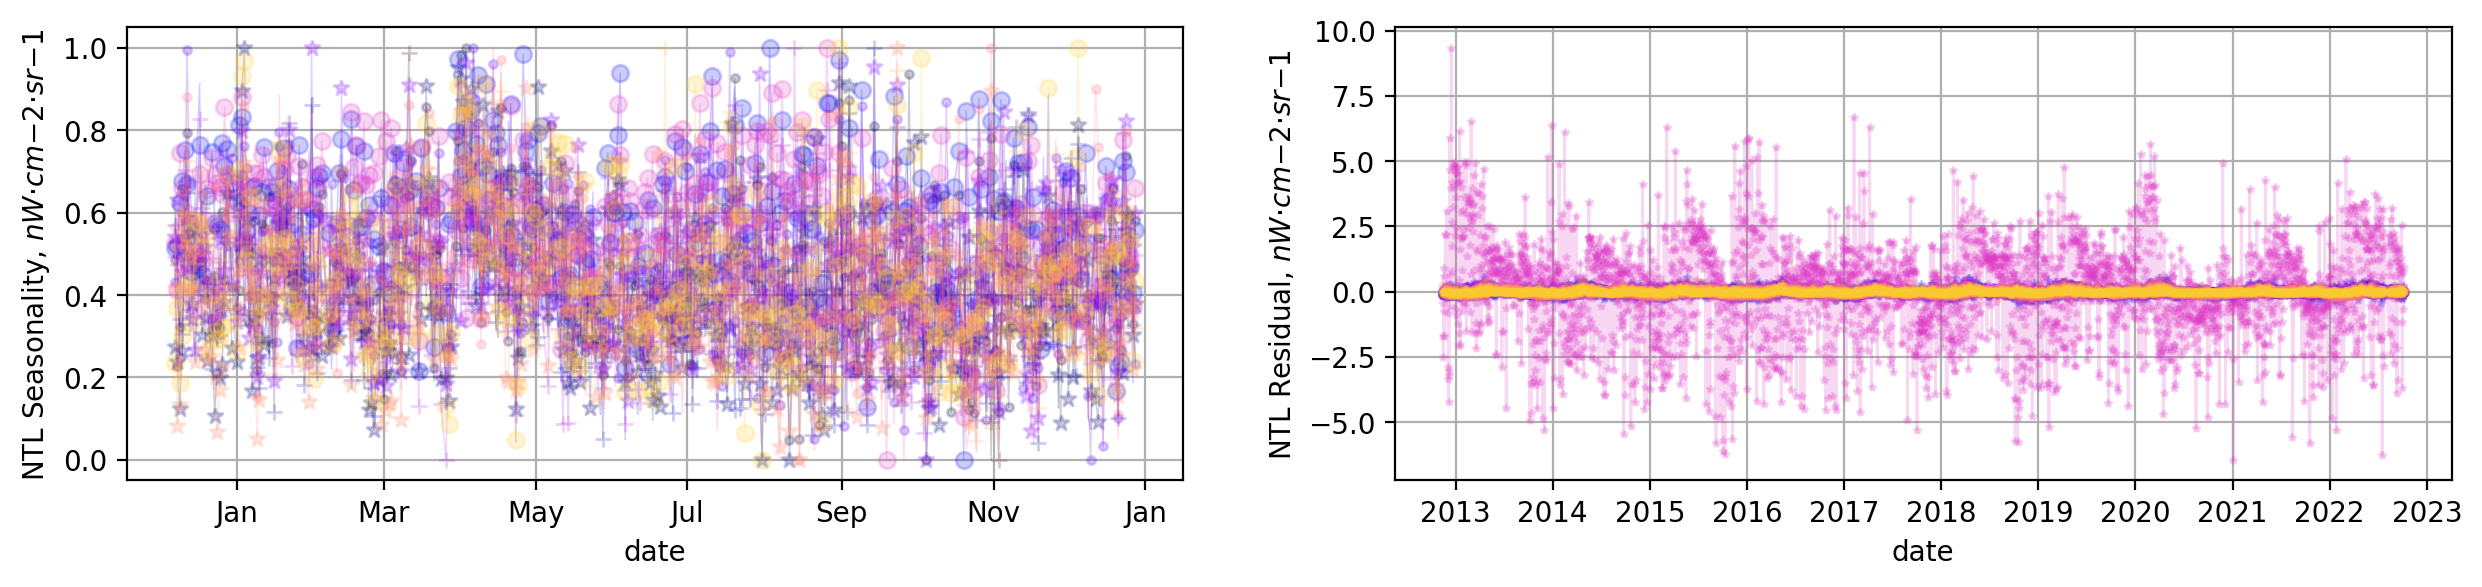 NTL Seasonality, nW·cm−2·sr−1
1.0
0.8
0.6
0.4
0.2
0.0
Jan Mar May Jul Sep Nov Jan
date
NTL Residual, nW·cm−2·sr−1
10.0
7.5
5.0
2.5
0.0
−2.5
−5.0
2013 2014 2015 2016 2017 2018 2019 2020 2021 2022 2023
date